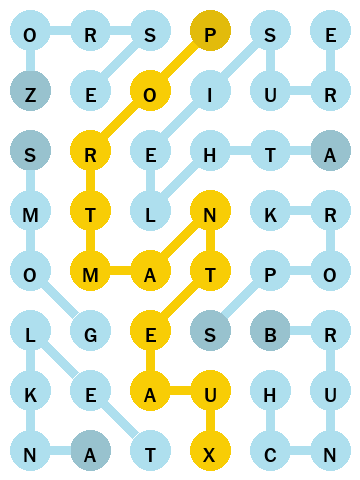 O R S P S E
Z E O I U R
S R E H T A
M T L N K R
O M A T P O
L G E S B R
K E A U H U
N A T X C N